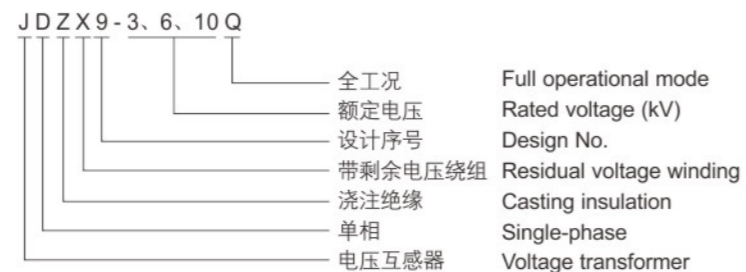 JDZX9-3、6、10Q
全工况 Full operational mode
额定电压 Rated voltage (kV)
设计序号 Design No.
带剩余电压绕组 Residual voltage winding
浇注绝缘 Casting insulation
单相 Single-phase
电压互感器 Voltage transformer